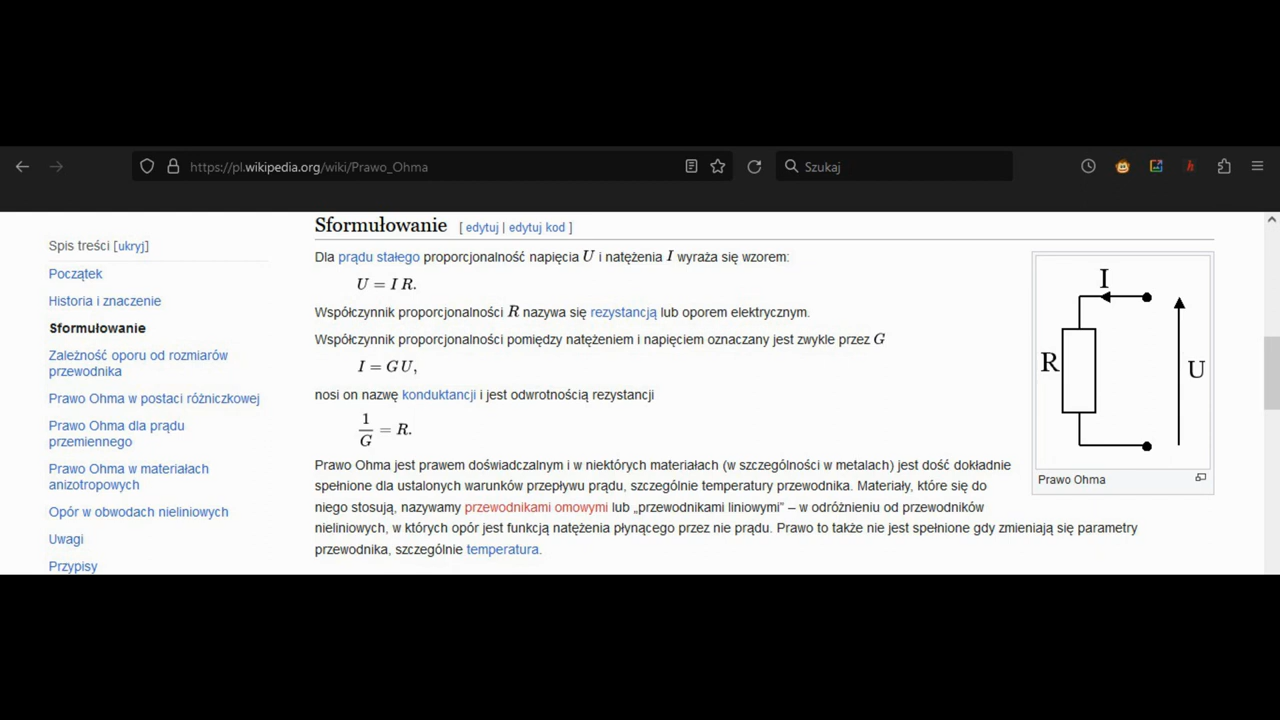 https://pl.wikipedia.org/wiki/Prawo_Ohma
Szukaj
Spis treści [ukryj]
Początek
Historia i znaczenie
Sformułowanie
Zależność oporu od rozmiarów
przewodnika
Prawo Ohma w postaci różniczkowej
Prawo Ohma dla prądu
przemiennego
Prawo Ohma w materiałach
anizotropowych
Opór w obwodach nieliniowych
Uwagi
Przypisy
Sformułowanie [ edytuj | edytuj kod ]
Dla prądu stałego proporcjonalność napięcia U i natężenia I wyraża się wzorem:
U = I R.
Współczynnik proporcjonalności R nazywa się rezystancją lub oporem elektrycznym.
Współczynnik proporcjonalności pomiędzy natężeniem i napięciem oznaczany jest zwykle przez G
I = G U,
nosi on nazwę konduktancji i jest odwrotnością rezystancji
1/G = R.
Prawo Ohma jest prawem doświadczalnym i w niektórych materiałach (w szczególności w metalach) jest dość dokładnie
spełnione dla ustalonych warunków przepływu prądu, szczególnie temperatury przewodnika. Materiały, które się do
niego stosują, nazywamy przewodnikami omowymi lub „przewodnikami liniowymi” – w odróżnieniu od przewodników
nieliniowych, w których opór jest funkcją natężenia płynącego przez nie prądu. Prawo to także nie jest spełnione gdy zmieniają się parametry
przewodnika, szczególnie temperatura.
I
R
U
Prawo Ohma